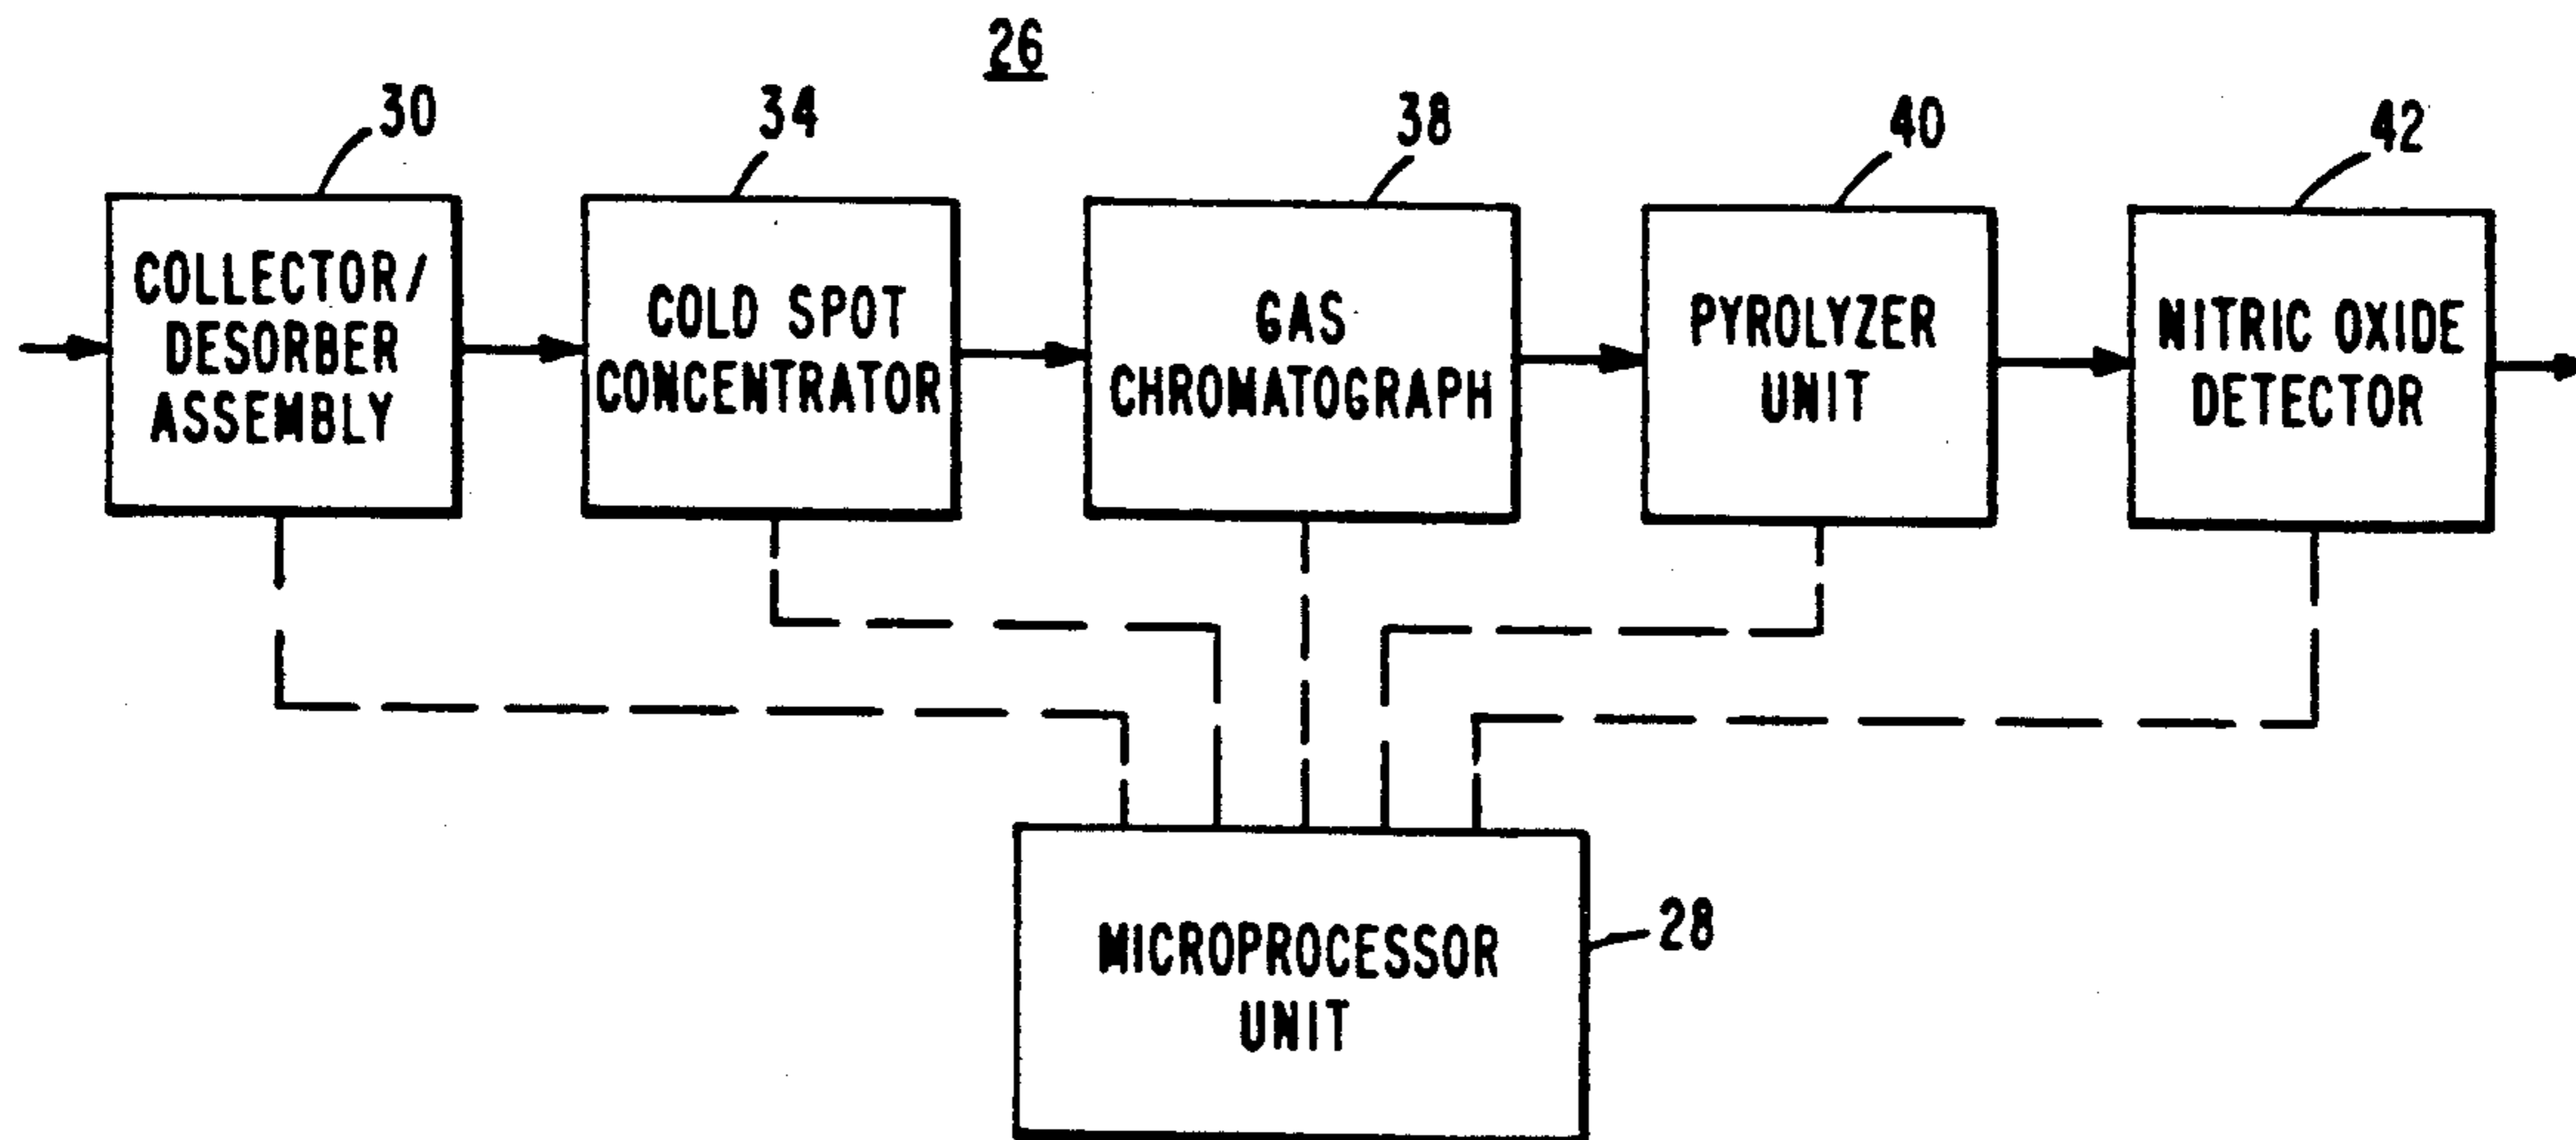 26
30
34
38
40
42
COLLECTOR/
DESORBER
ASSEMBLY
COLD SPOT
CONCENTRATOR
GAS
CHROMATOGRAPH
PYROLYZER
UNIT
NITRIC OXIDE
DETECTOR
MICROPROCESSOR
UNIT
28